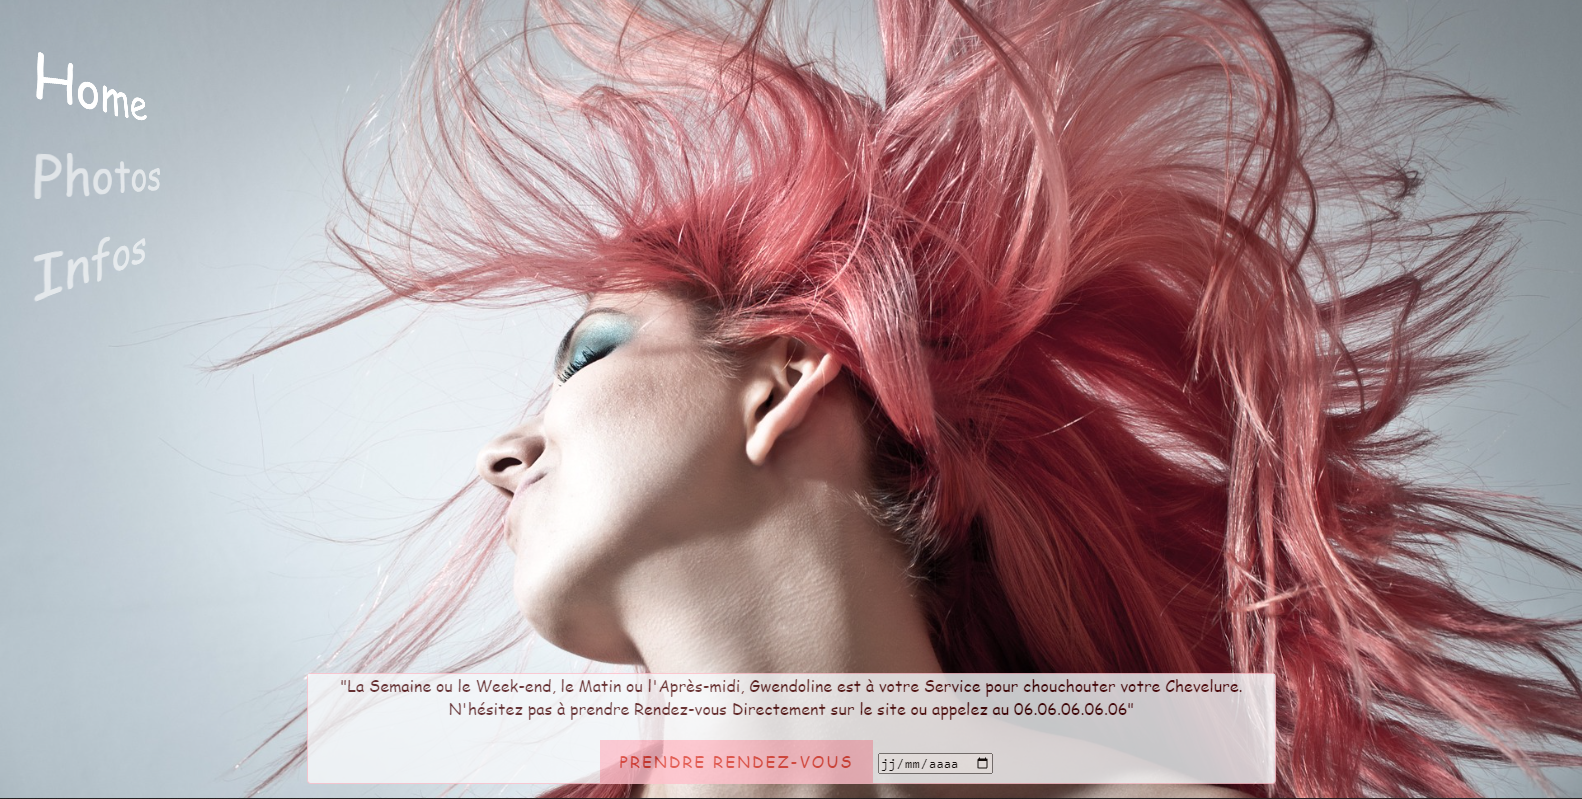 Home
Photos
Infos
"La Semaine ou le Week-end, le Matin ou l'Après-midi, Gwendoline est à votre Service pour chouchouter votre Chevelure.
N'hésitez pas à prendre Rendez-vous Directement sur le site ou appelez au 06.06.06.06.06"
PRENDRE RENDEZ-VOUS jj/mm/aaaa